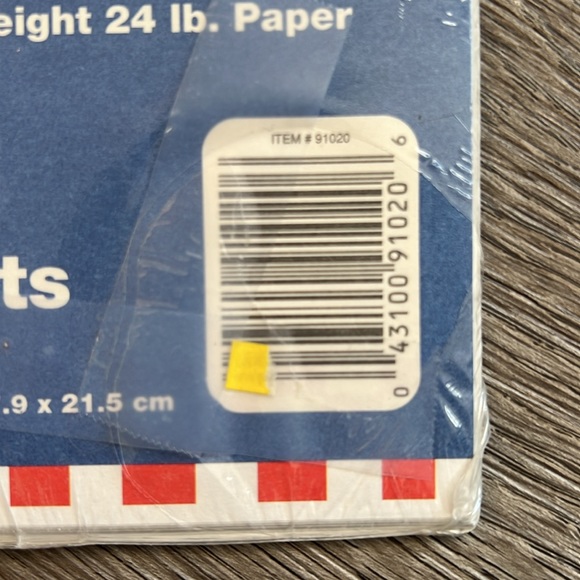 eight 24 lb. Paper
ITEM # 91020
0 43100 91020 6
ts
.9 x 21.5 cm